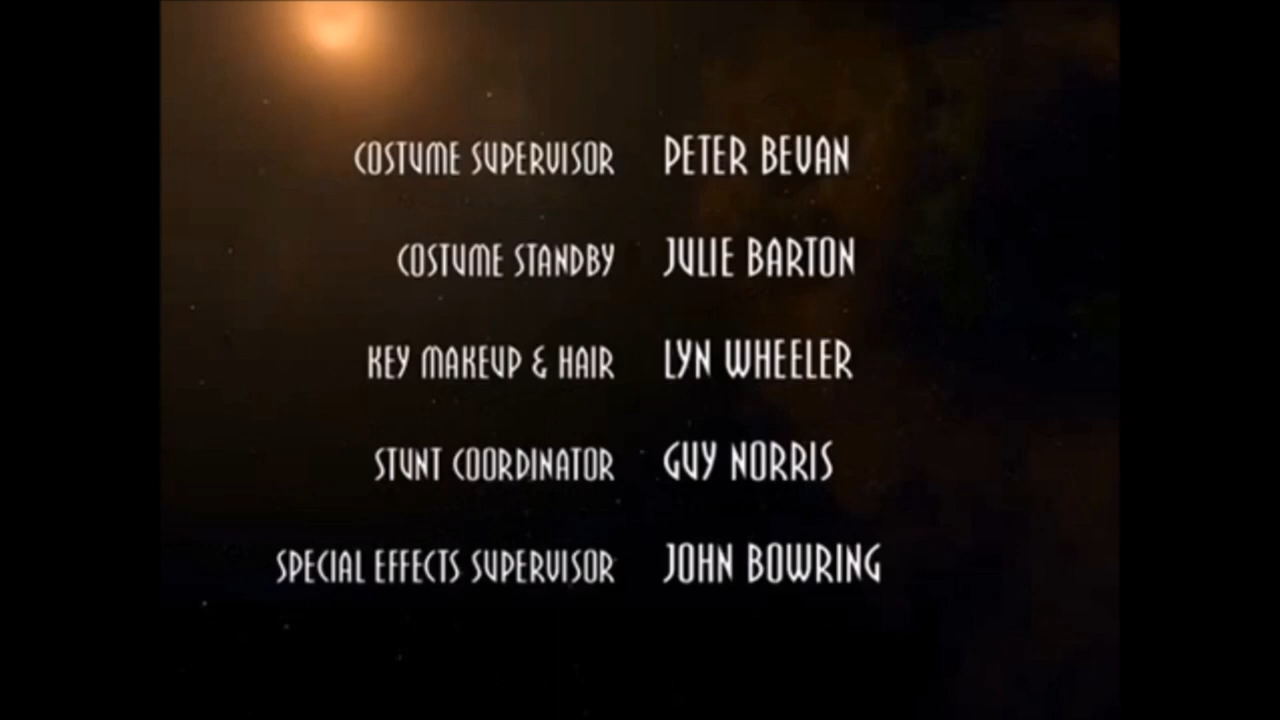 COSTUME SUPERVISOR PETER BEVAN
COSTUME STANDBY JULIE BARTON
KEY MAKEUP & HAIR LYN WHEELER
STUNT COORDINATOR GUY NORRIS
SPECIAL EFFECTS SUPERVISOR JOHN BOWRING